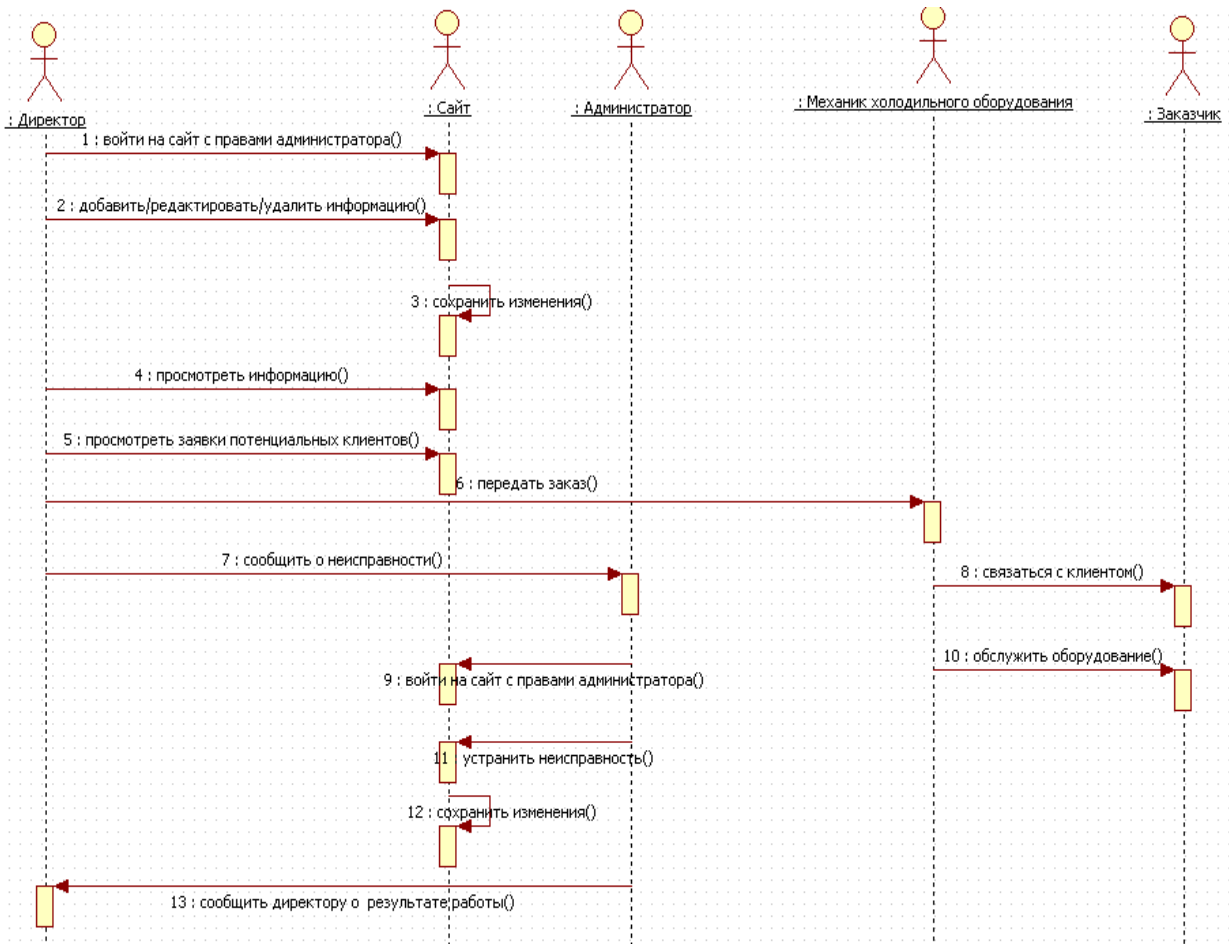 : Директор
: Сайт
: Администратор
: Механик холодильного оборудования
: Заказчик
1 : войти на сайт с правами администратора()
2 : добавить/редактировать/удалить информацию()
3 : сохранить изменения()
4 : просмотреть информацию()
5 : просмотреть заявки потенциальных клиентов()
6 : передать заказ()
7 : сообщить о неисправности()
8 : связаться с клиентом()
9 : войти на сайт с правами администратора()
10 : обслужить оборудование()
11 : устранить неисправность()
12 : сохранить изменения()
13 : сообщить директору о результате работы()